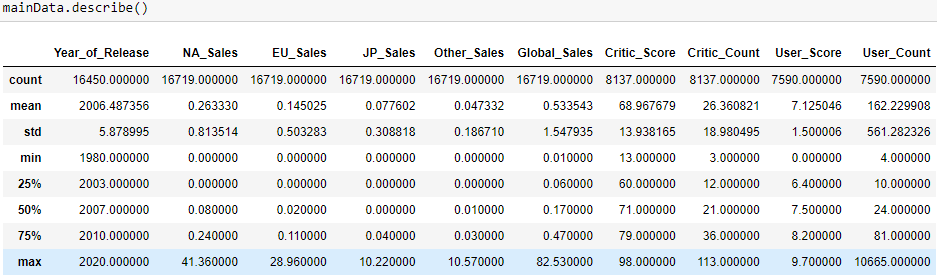 mainData.describe()
Year_of_Release NA_Sales EU_Sales JP_Sales Other_Sales Global_Sales Critic_Score Critic_Count User_Score User_Count
count 16450.000000 16719.000000 16719.000000 16719.000000 16719.000000 16719.000000 8137.000000 8137.000000 7590.000000 7590.000000
mean 2006.487356 0.263330 0.145025 0.077602 0.047332 0.533543 68.967679 26.360821 7.125046 162.229908
std 5.878995 0.813514 0.503283 0.308818 0.186710 1.547935 13.938165 18.980495 1.500006 561.282326
min 1980.000000 0.000000 0.000000 0.000000 0.000000 0.010000 13.000000 3.000000 0.000000 4.000000
25% 2003.000000 0.000000 0.000000 0.000000 0.000000 0.060000 60.000000 12.000000 6.400000 10.000000
50% 2007.000000 0.080000 0.020000 0.000000 0.010000 0.170000 71.000000 21.000000 7.500000 24.000000
75% 2010.000000 0.240000 0.110000 0.040000 0.030000 0.470000 79.000000 36.000000 8.200000 81.000000
max 2020.000000 41.360000 28.960000 10.220000 10.570000 82.530000 98.000000 113.000000 9.700000 10665.000000